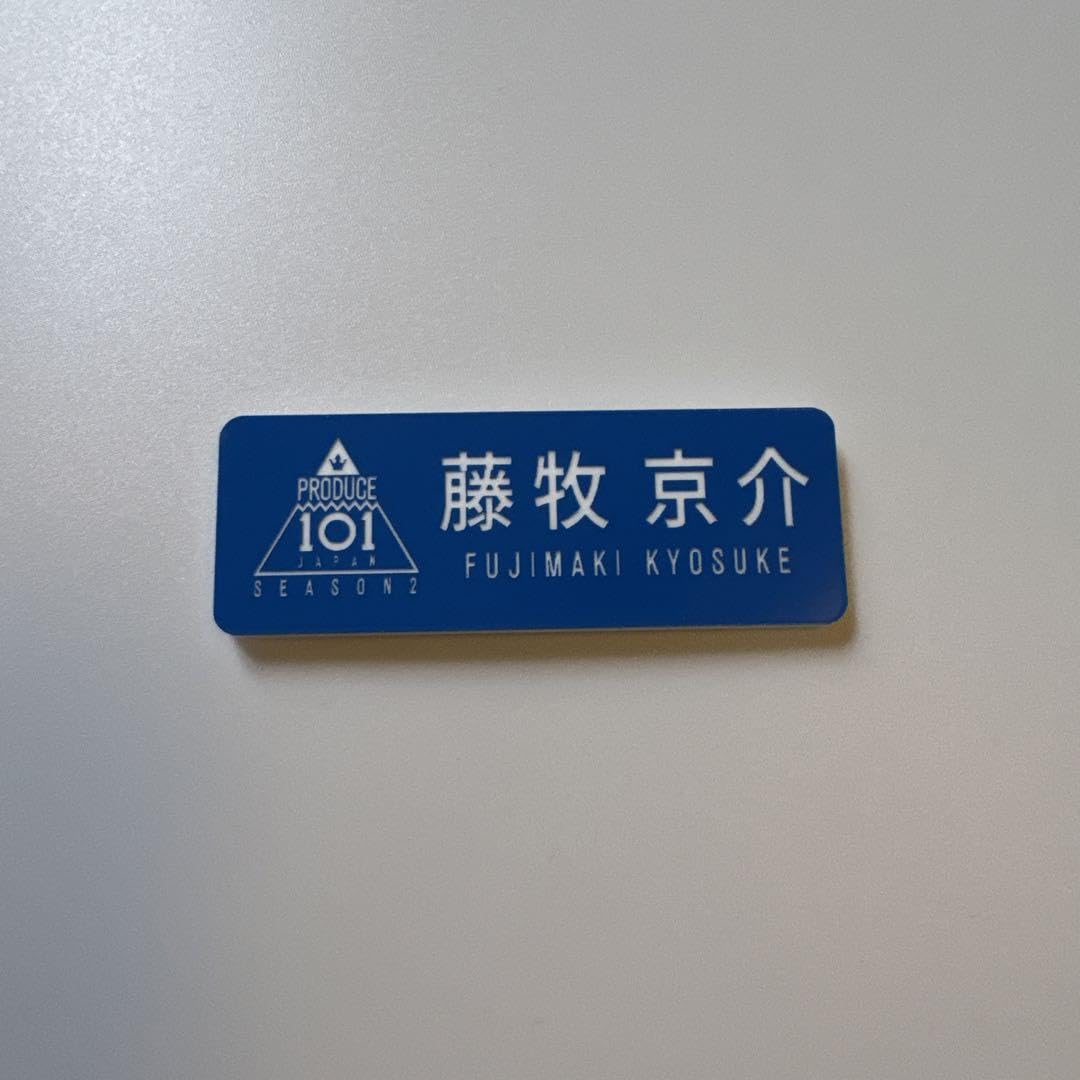 PRODUCE
101
JAPAN
SEASON2
藤牧 京介
FUJIMAKI KYOSUKE